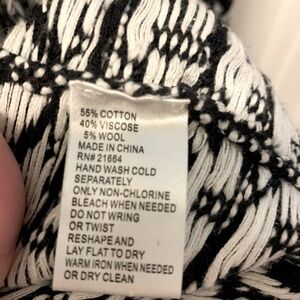 55% COTTON
40% VISCOSE
5% WOOL
MADE IN CHINA
RN# 21664
HAND WASH COLD
SEPARATELY
ONLY NON-CHLORINE
BLEACH WHEN NEEDED
DO NOT WRING
OR TWIST
RESHAPE AND
LAY FLAT TO DRY
WARM IRON WHEN NEEDED
OR DRY CLEAN